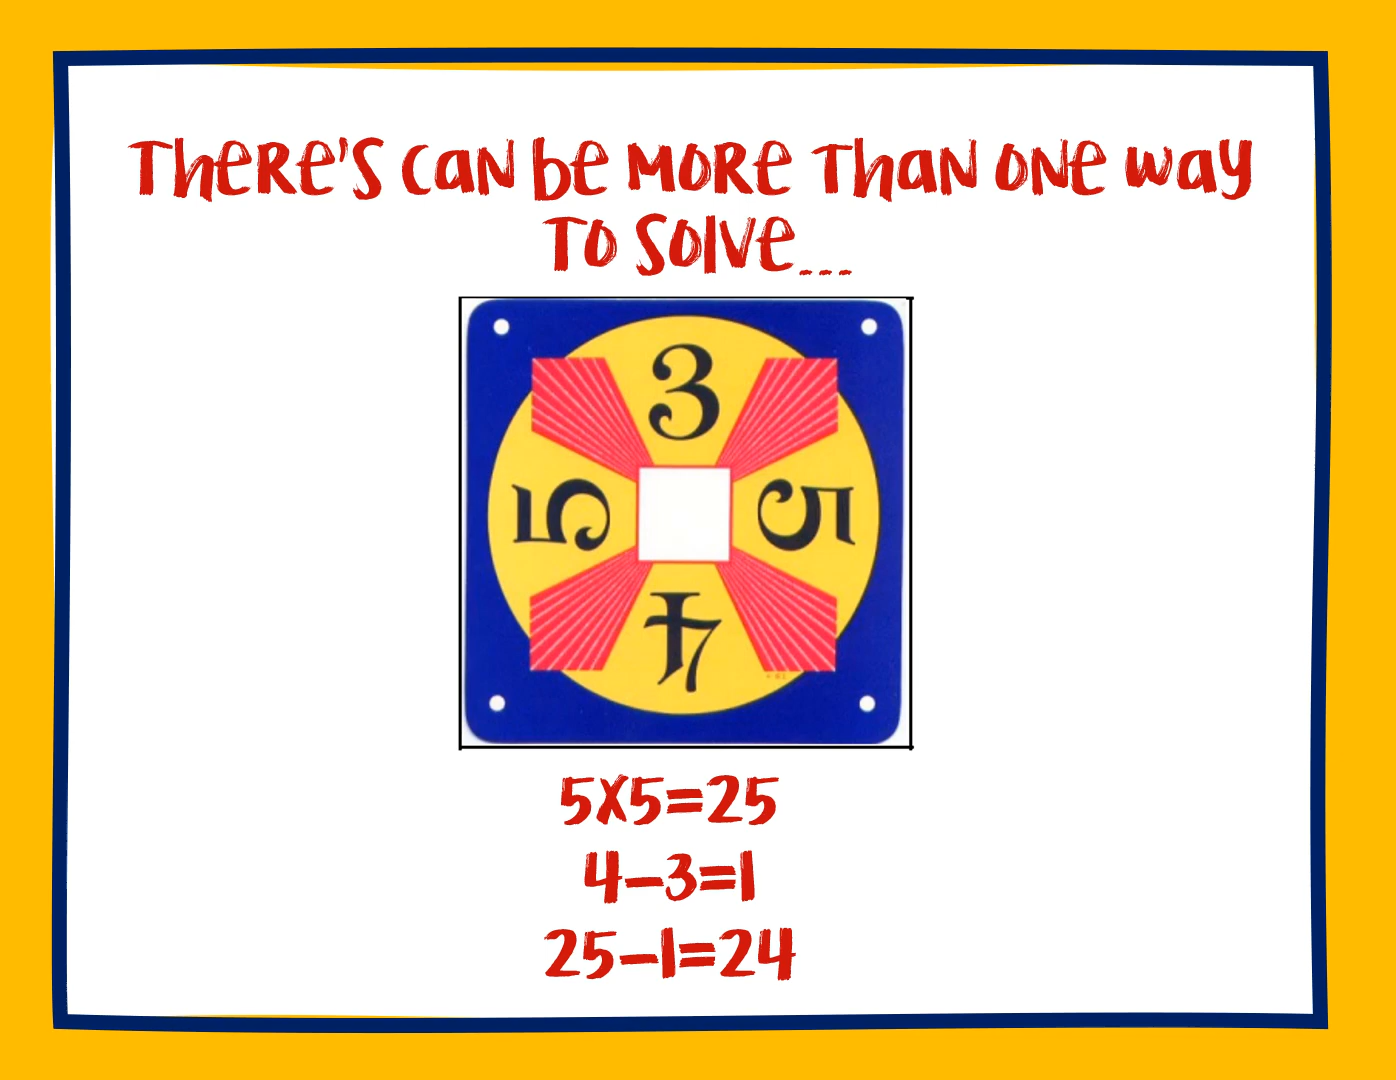 There's can be more than one way
to solve...
3
5 5
4
5x5=25
4-3=1
25-1=24